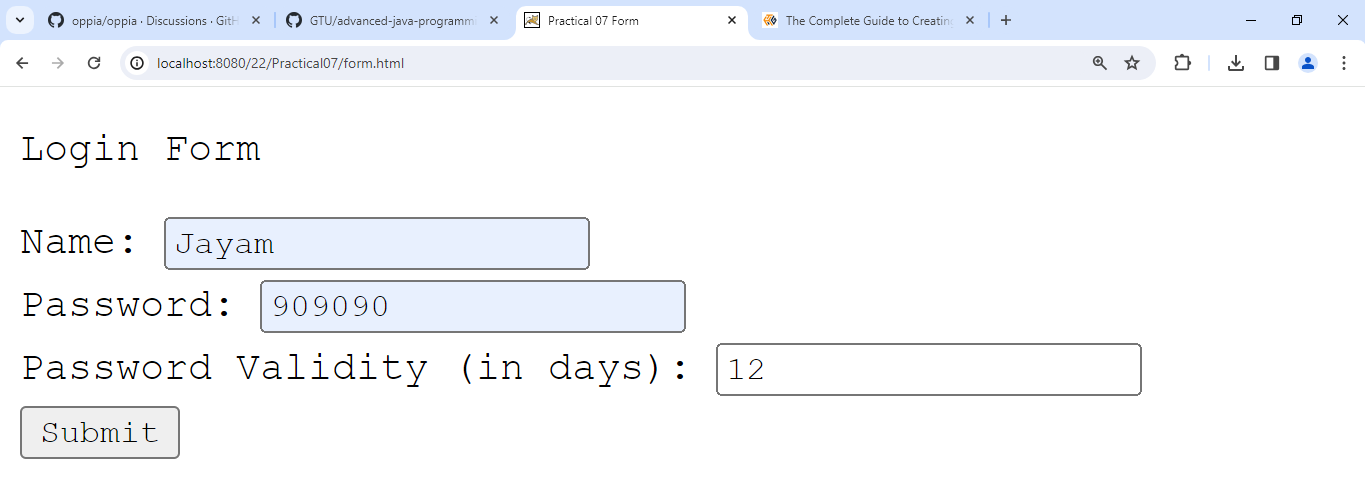 oppia/oppia · Discussions · GitH
GTU/advanced-java-programm
Practical 07 Form
The Complete Guide to Creating
localhost:8080/22/Practical07/form.html
Login Form
Name: Jayam
Password: 909090
Password Validity (in days): 12
Submit